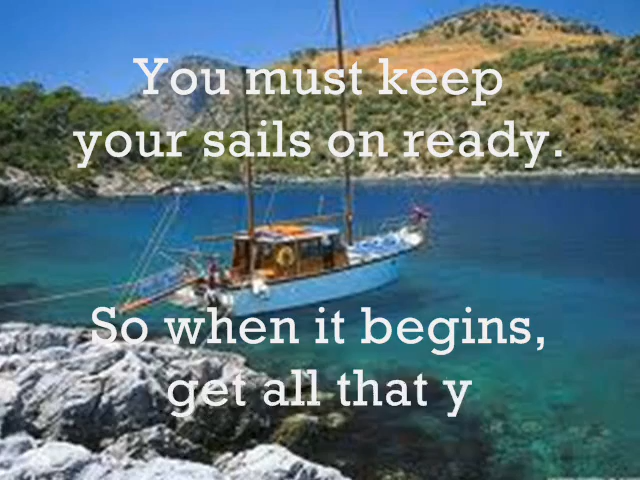 You must keep
your sails on ready.
So when it begins,
get all that y